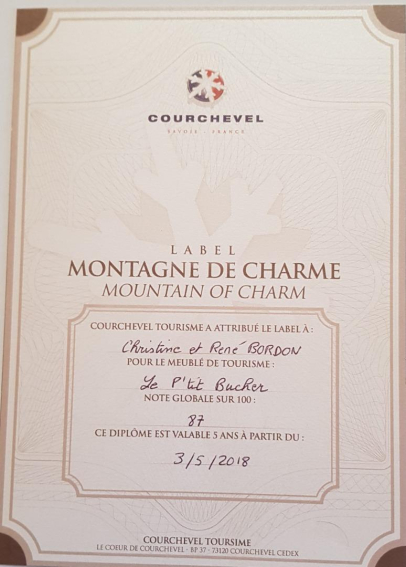 COURCHEVEL
SAVOIE - FRANCE
LABEL
MONTAGNE DE CHARME
MOUNTAIN OF CHARM
COURCHEVEL TOURISME A ATTRIBUÉ LE LABEL À :
Christine et René BORDON
POUR LE MEUBLÉ DE TOURISME :
Le P'tit Bucher
NOTE GLOBALE SUR 100 :
87
CE DIPLÔME EST VALABLE 5 ANS À PARTIR DU :
3/5/2018
COURCHEVEL TOURSIME
LE COEUR DE COURCHEVEL - BP 37 - 73120 COURCHEVEL CEDEX